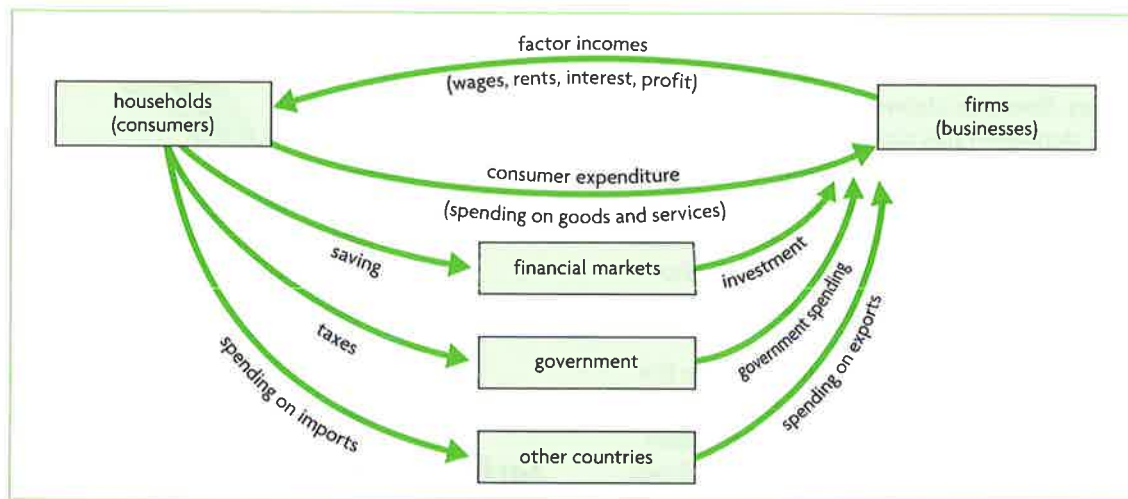 factor incomes
(wages, rents, interest, profit)
households
(consumers)
firms
(businesses)
consumer expenditure
(spending on goods and services)
saving
financial markets
investment
taxes
government
government spending
spending on imports
other countries
spending on exports